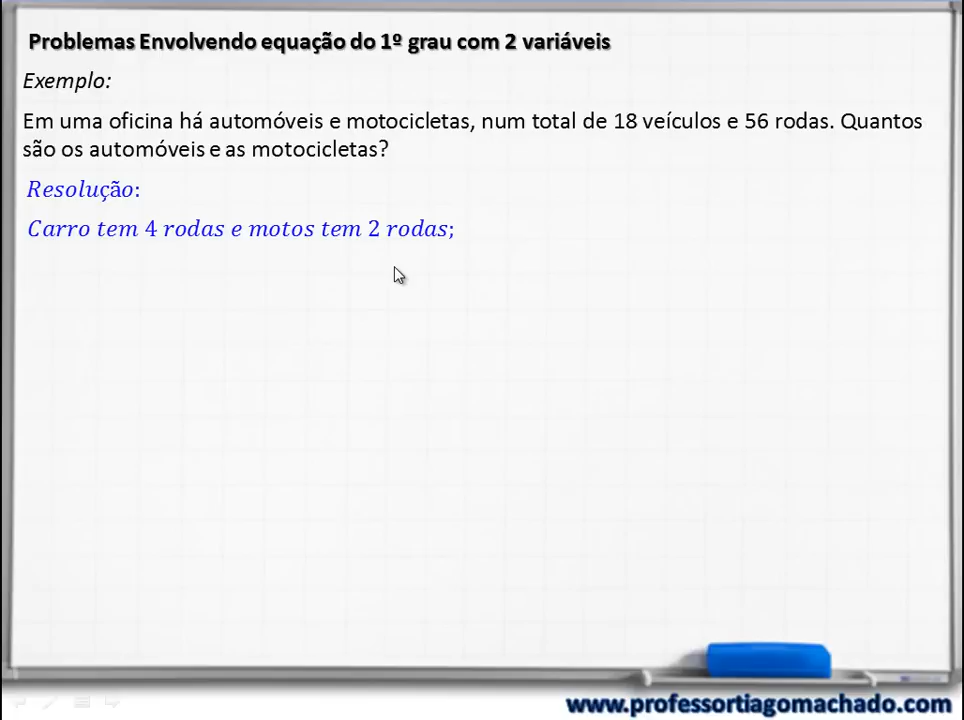 Problemas Envolvendo equação do 1º grau com 2 variáveis
Exemplo:
Em uma oficina há automóveis e motocicletas, num total de 18 veículos e 56 rodas. Quantos
são os automóveis e as motocicletas?
Resolução:
Carro tem 4 rodas e motos tem 2 rodas;
www.professortiagomachado.com